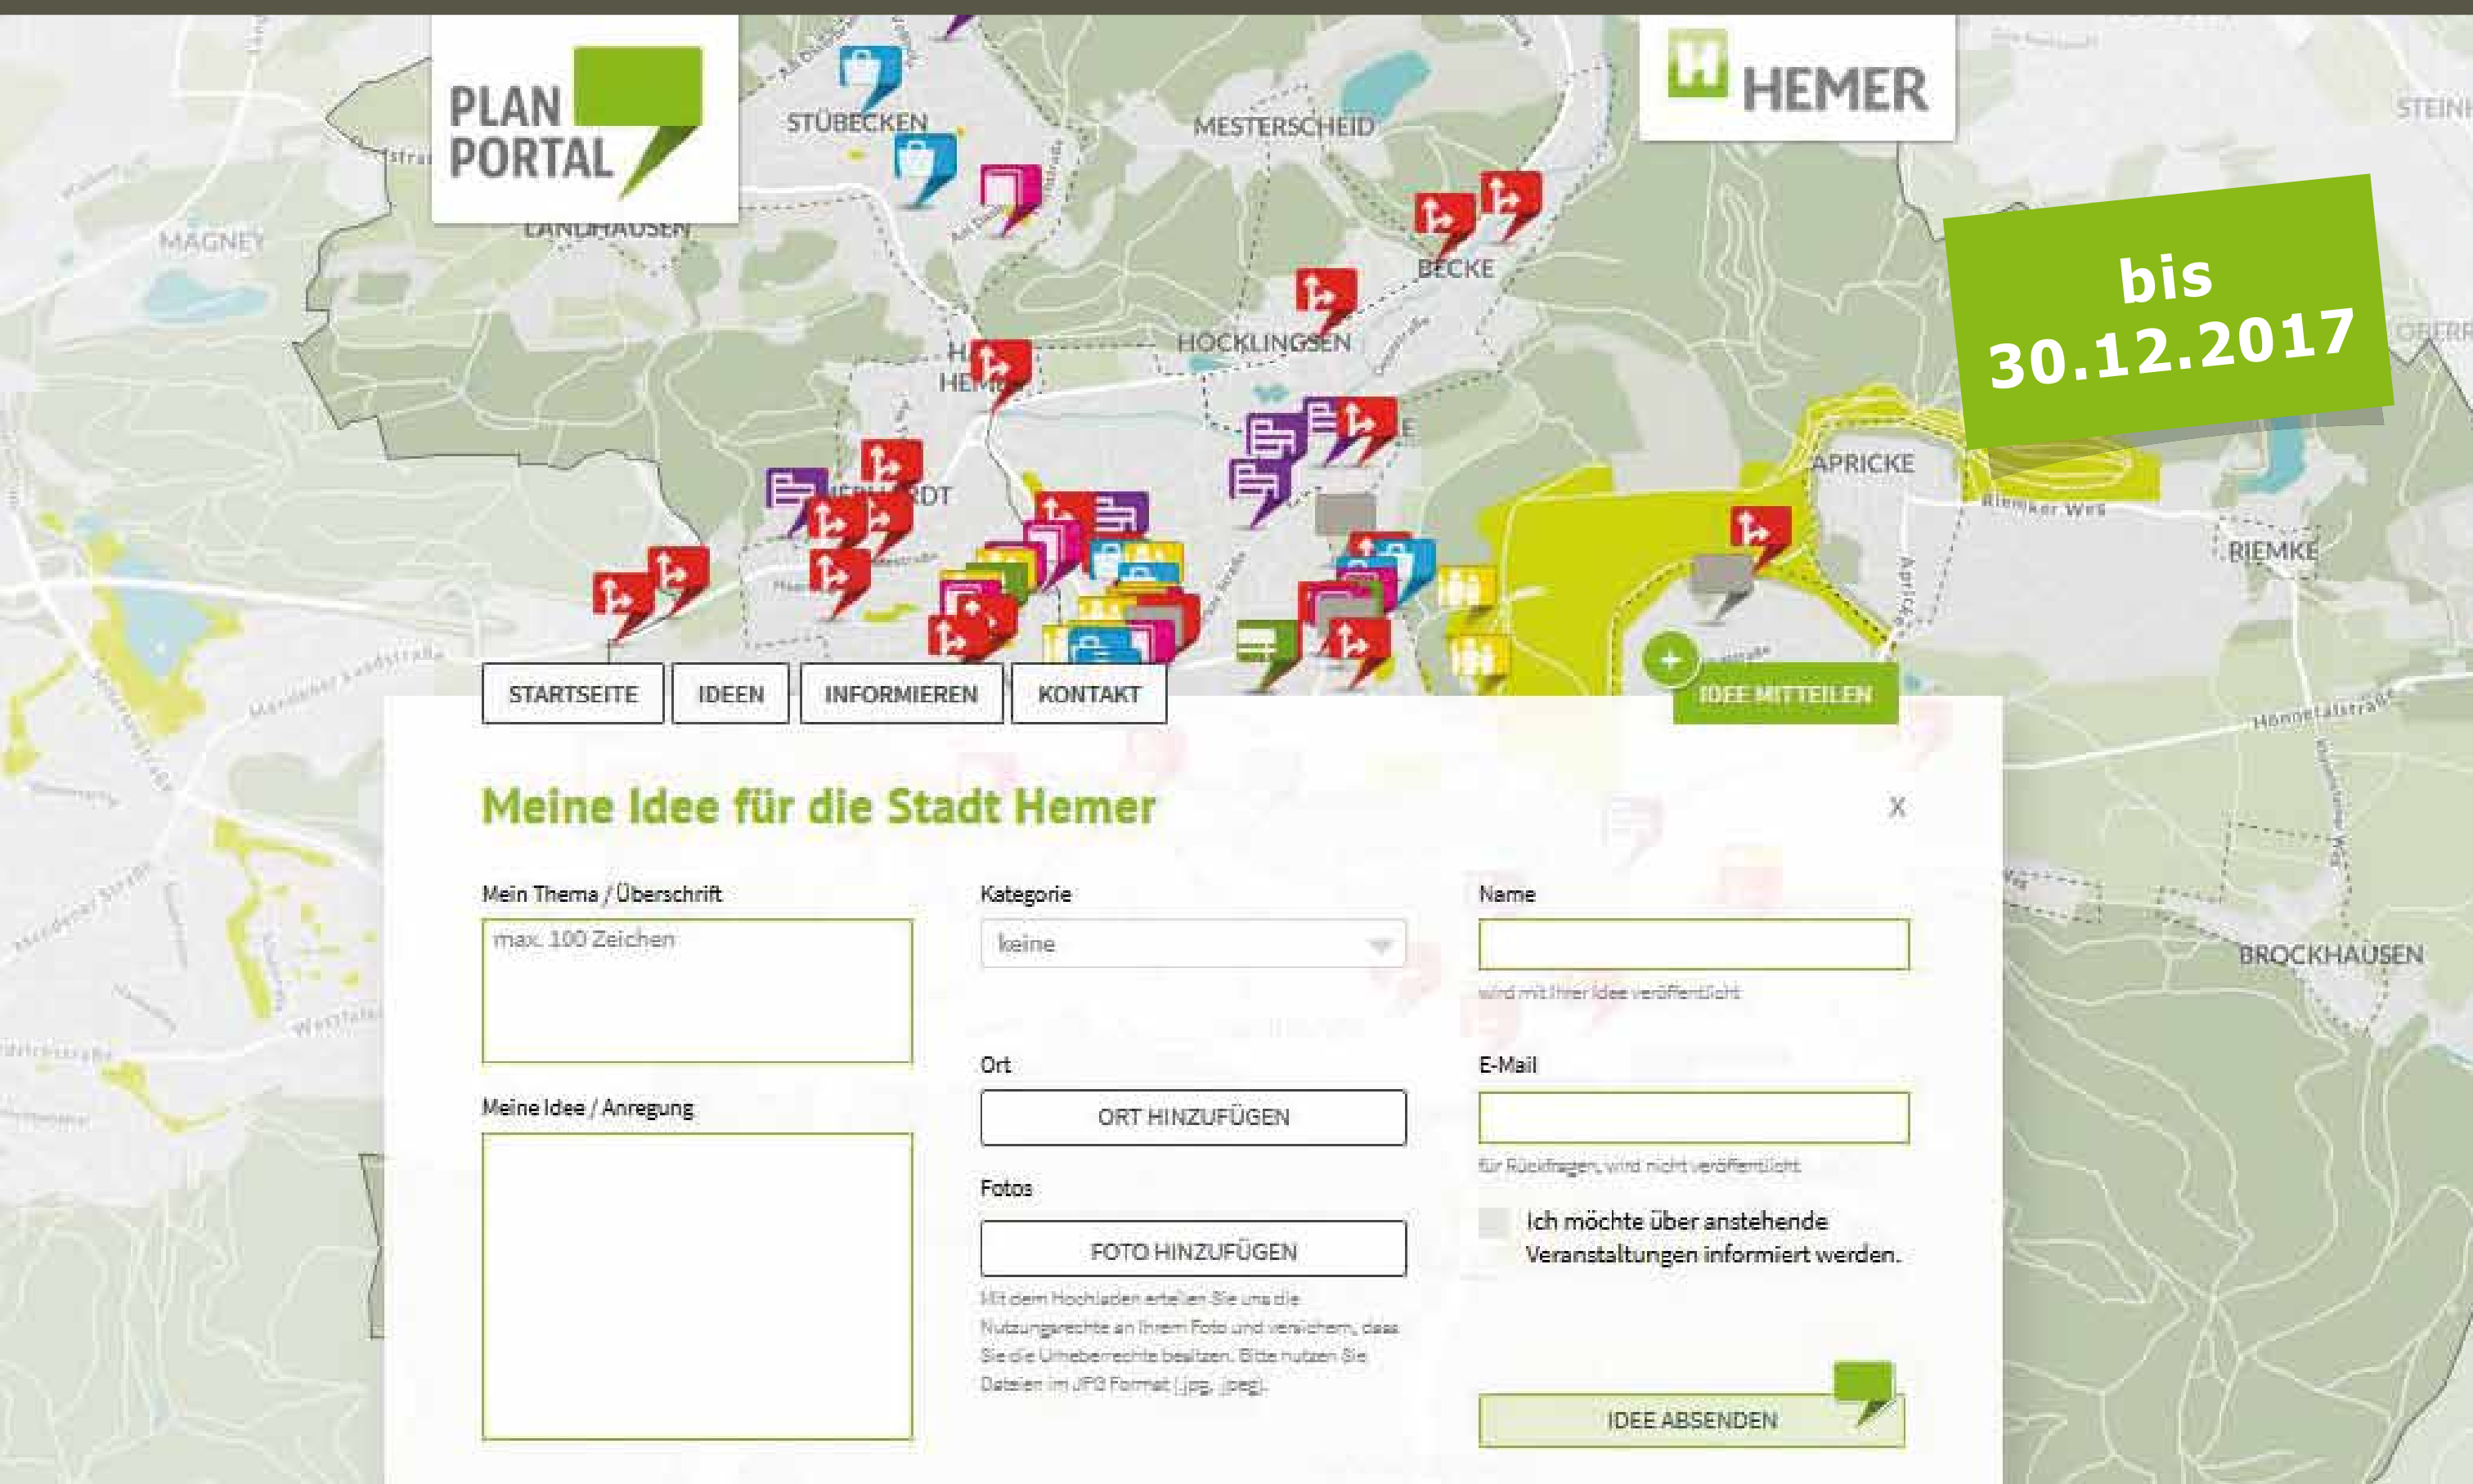 PLAN
PORTAL
HEMER
STÜBECKEN
MESTERSCHEID
MAGNEY
LANDHAUSEN
BECKE
HÖCKLINGSEN
bis
30.12.2017
APRICKE
Riemker Weg
RIEMKE
BROCKHAUSEN
STARTSEITE
IDEEN
INFORMIEREN
KONTAKT
+
IDEE MITTEILEN
Meine Idee für die Stadt Hemer
X
Mein Thema / Überschrift
max. 100 Zeichen
Meine Idee / Anregung
Kategorie
keine
Ort
ORT HINZUFÜGEN
Fotos
FOTO HINZUFÜGEN
Mit dem Hochladen erteilen Sie uns die
Nutzungsrechte an Ihrem Foto und versichern, dass
Sie die Urheberrechte besitzen. Bitte nutzen Sie
Dateien im JPG Format (.jpg, .jpeg).
Name
wird mit Ihrer Idee veröffentlicht
E-Mail
für Rückfragen, wird nicht veröffentlicht
Ich möchte über anstehende
Veranstaltungen informiert werden.
IDEE ABSENDEN